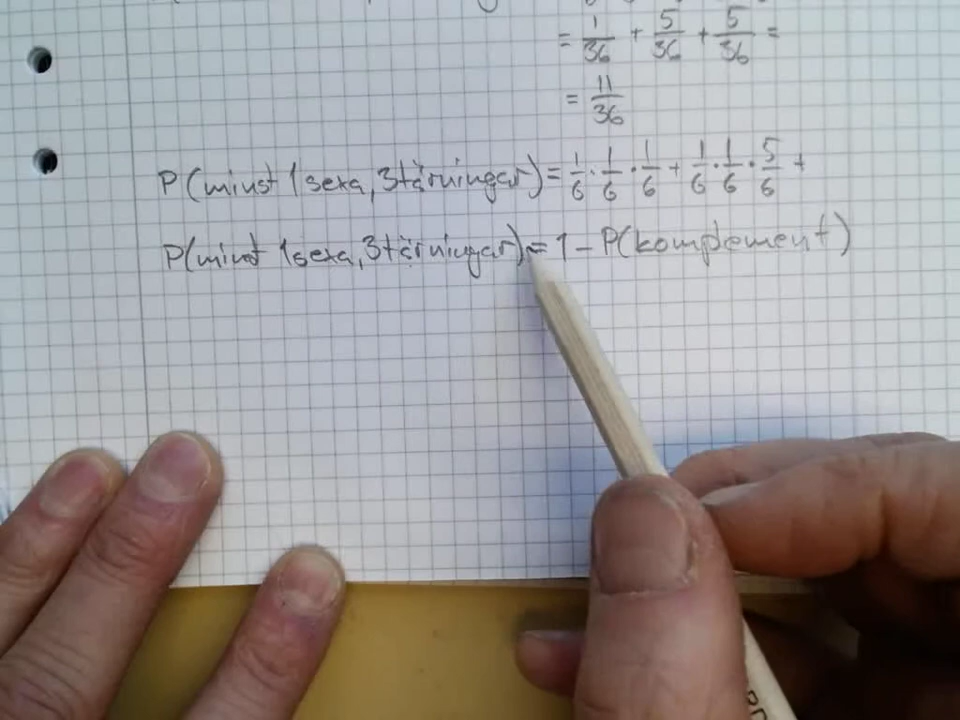 = 1/36 + 5/36 + 5/36 =
= 11/36
P(minst 1 sexa, 3 tärningar) = 1/6 · 1/6 · 1/6 + 1/6 · 1/6 · 5/6 +
P(minst 1 sexa, 3 tärningar) = 1 - P(komplement)